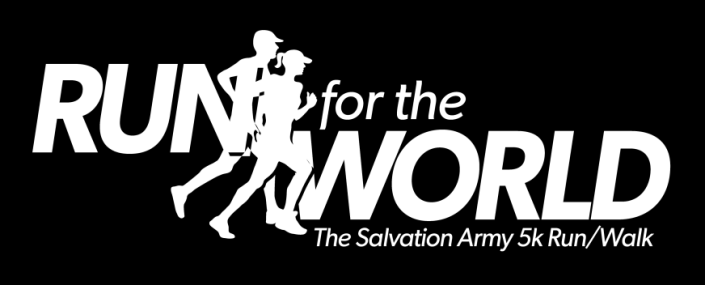 RUN for the
WORLD
The Salvation Army 5k Run/Walk